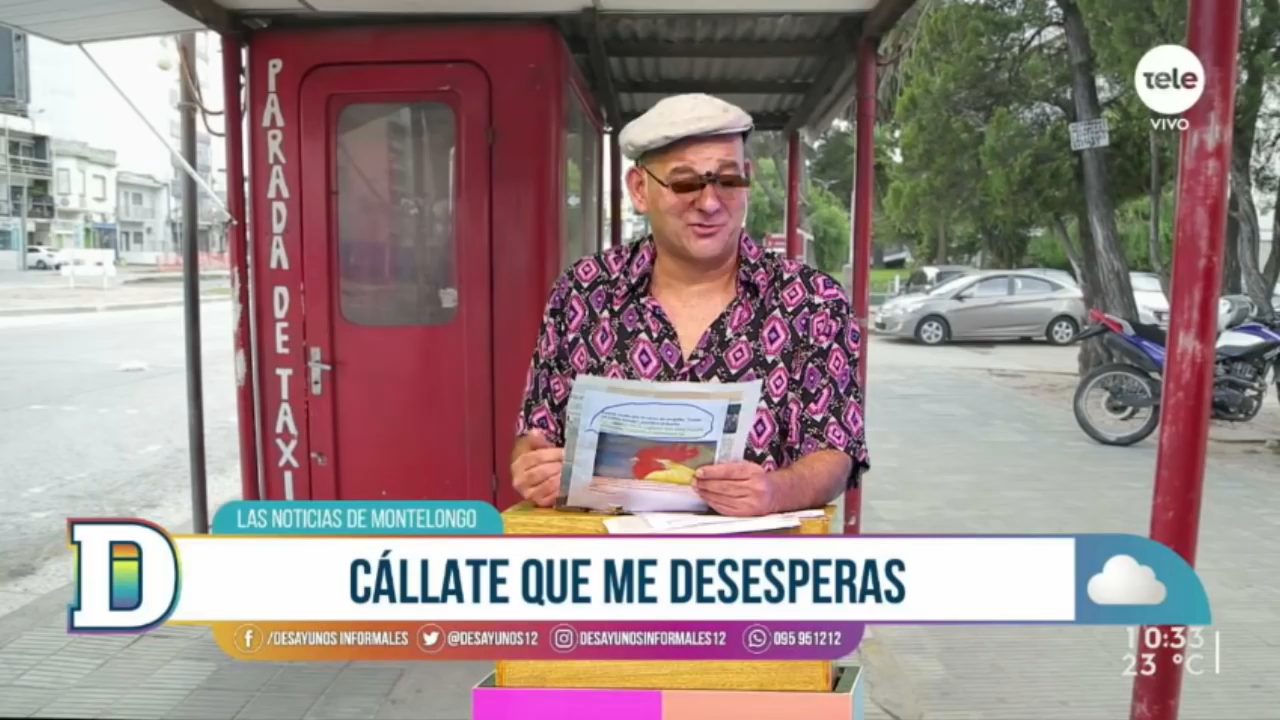 PARADA DE TAXI
tele
VIVO
LAS NOTICIAS DE MONTELONGO
D
CÁLLATE QUE ME DESESPERAS
/DESAYUNOS INFORMALES @DESAYUNOS12 DESAYUNOSINFORMALES12 095 951212
10:33
23 °C